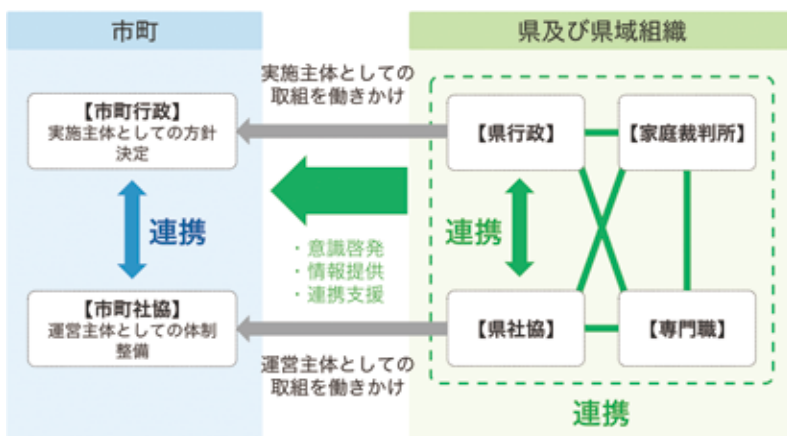 市町
県及び県域組織
実施主体としての
取組を働きかけ
【市町行政】
実施主体としての方針
決定
【県行政】
【家庭裁判所】
連携
連携
・意識啓発
・情報提供
・連携支援
【市町社協】
運営主体としての体制
整備
【県社協】
【専門職】
運営主体としての
取組を働きかけ
連携